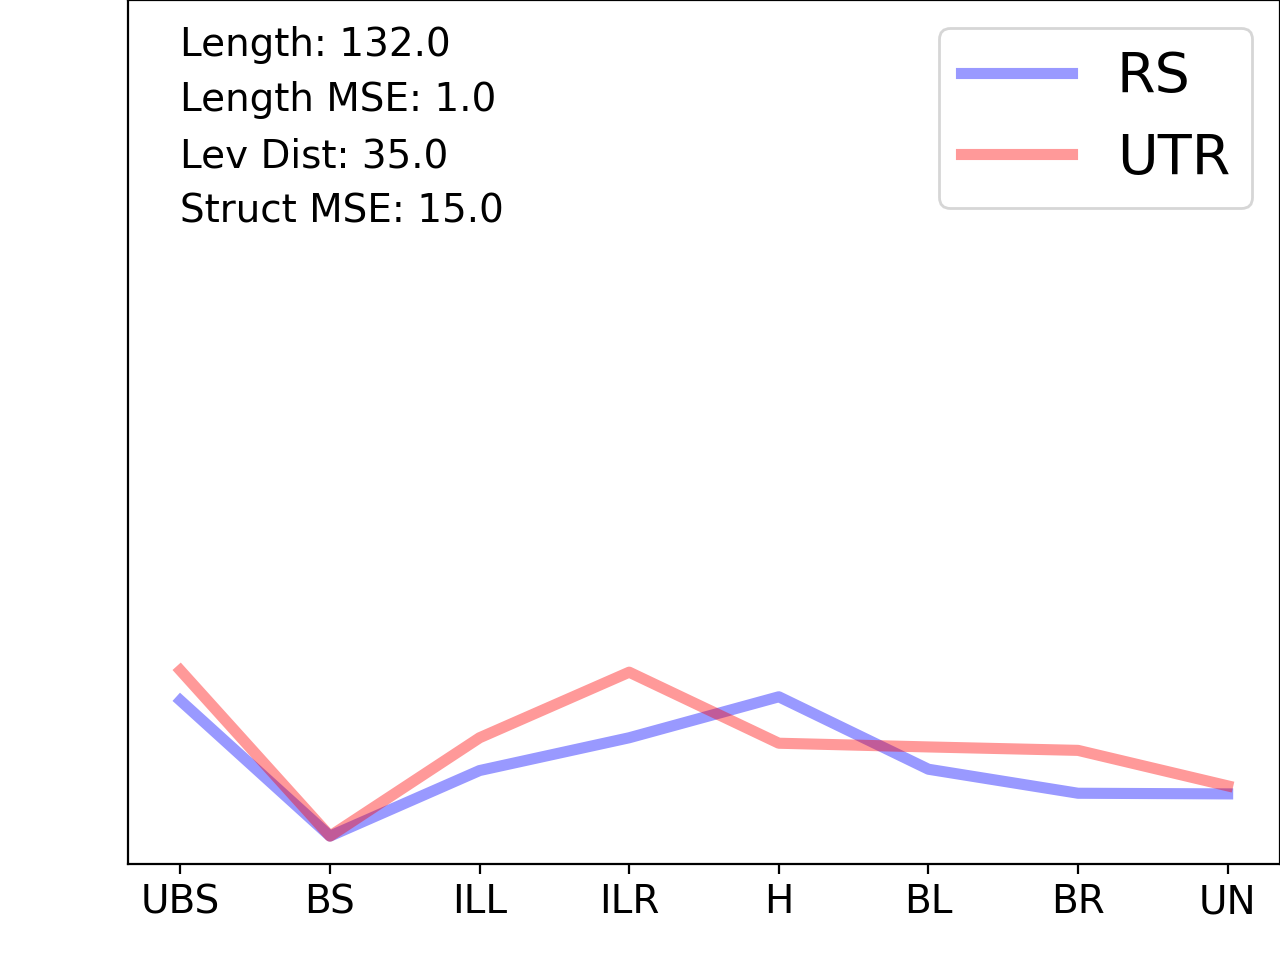 Length: 132.0
Length MSE: 1.0
Lev Dist: 35.0
Struct MSE: 15.0
RS
UTR
UBS BS ILL ILR H BL BR UN